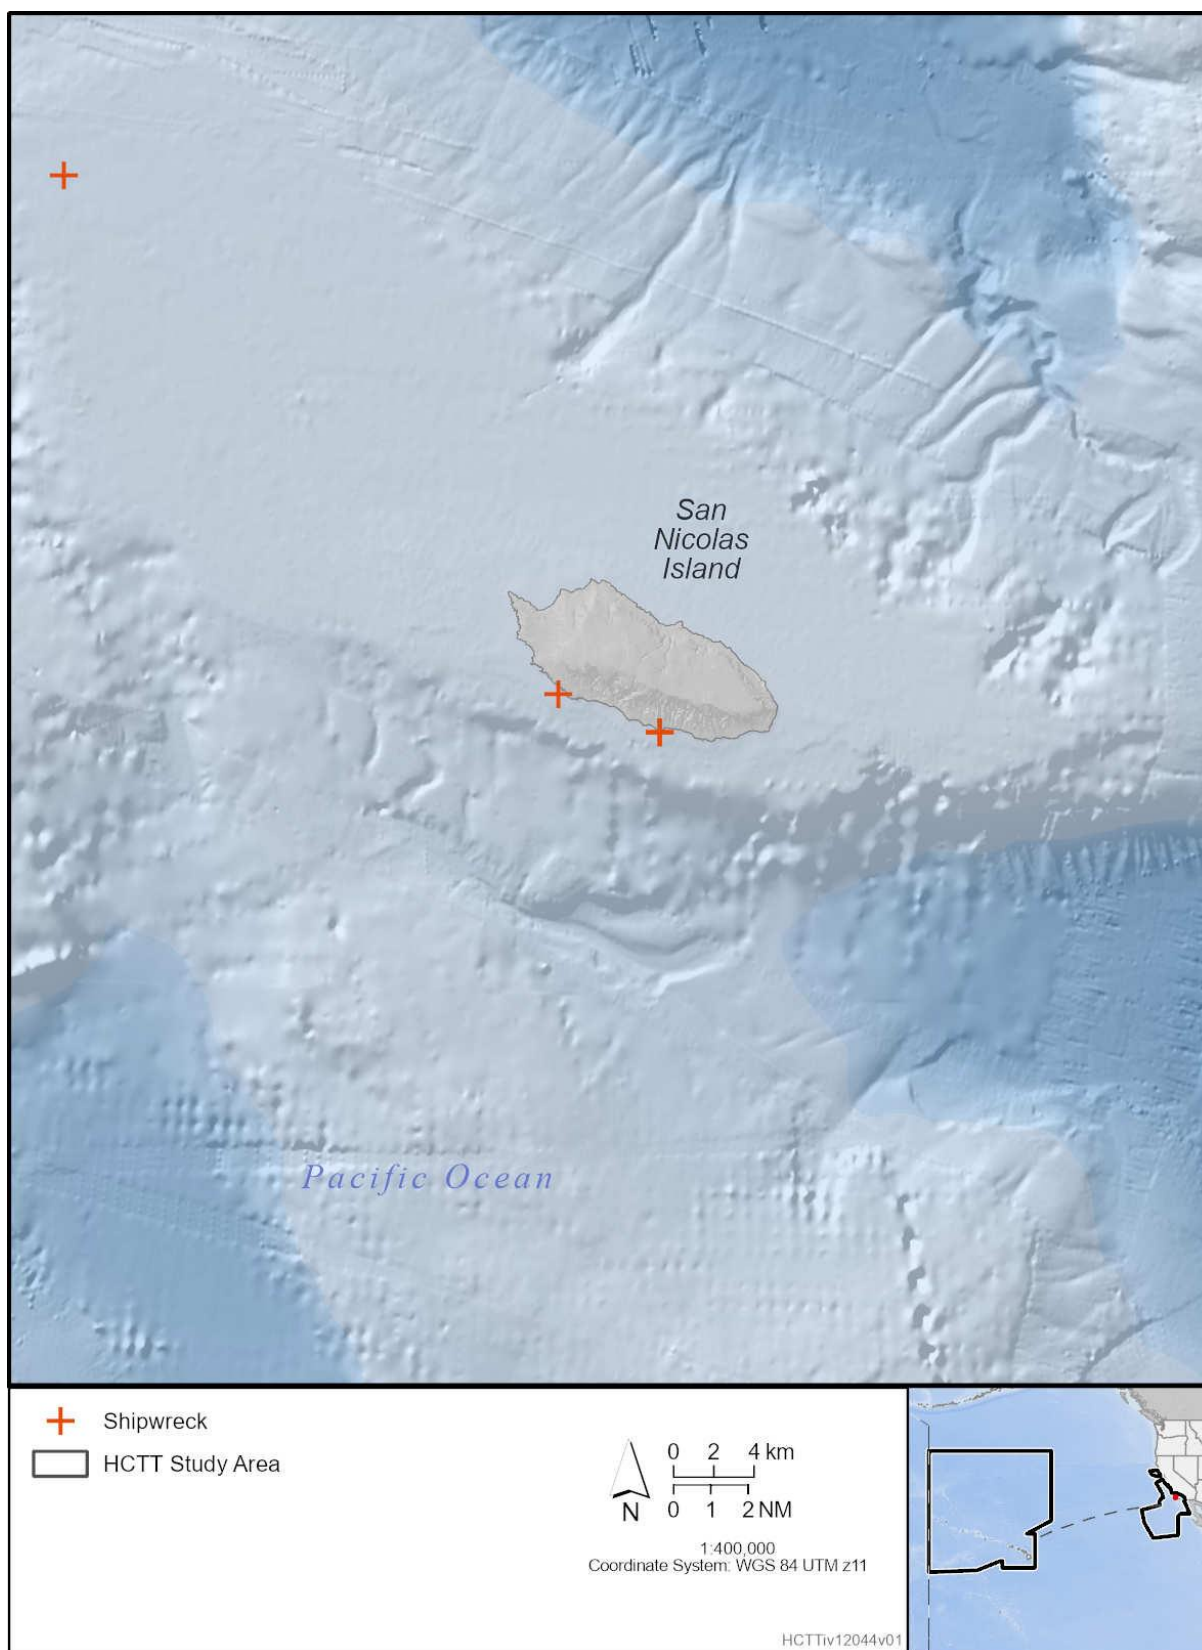 San
Nicolas
Island
Pacific Ocean
Shipwreck
HCTT Study Area
N
0 2 4 km
0 1 2 NM
1:400,000
Coordinate System: WGS 84 UTM z11
HCTTiv12044v01